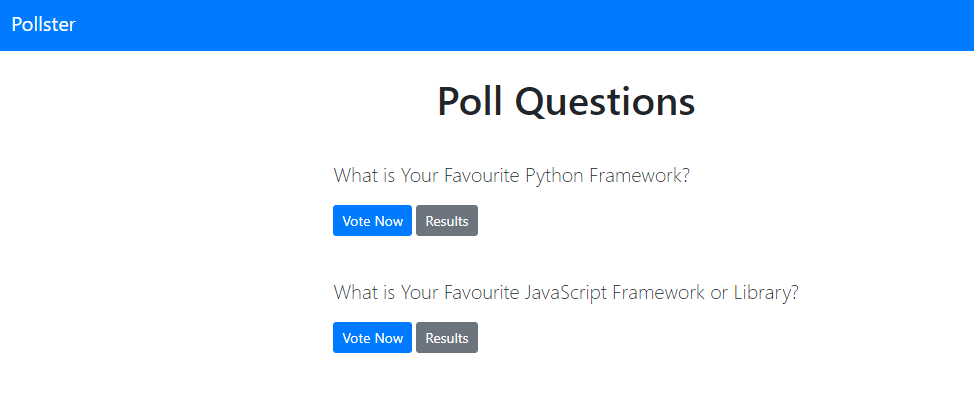 Pollster
Poll Questions
What is Your Favourite Python Framework?
Vote Now Results
What is Your Favourite JavaScript Framework or Library?
Vote Now Results